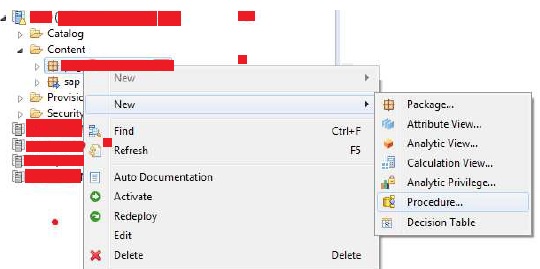 Catalog
Content
sap
Provisio
Security
New
New
Find Ctrl+F
Refresh F5
Auto Documentation
Activate
Redeploy
Edit
Delete Delete
Package...
Attribute View...
Analytic View...
Calculation View...
Analytic Privilege...
Procedure...
Decision Table